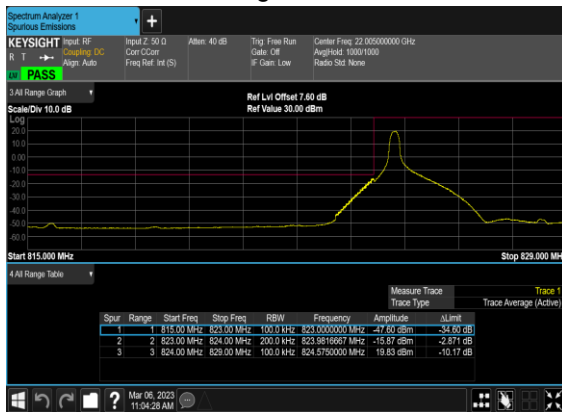 Spectrum Analyzer 1
Spurious Emissions
KEYSIGHT Input: RF Input Z: 50 Ω Atten: 40 dB Trig: Free Run Center Freq: 22.005000000 GHz
R T Coupling: DC Corr CCorr Gate: Off Avg|Hold: 1000/1000
Align: Auto Freq Ref: Int (S) IF Gain: Low Radio Std: None
PASS
3 All Range Graph
Ref Lvl Offset 7.60 dB
Scale/Div 10.0 dB Ref Value 30.00 dBm
Log
20.0
10.0
0.00
-10.0
-20.0
-30.0
-40.0
-50.0
-60.0
Start 815.000 MHz Stop 829.000 MH
4 All Range Table
Measure Trace Trace 1
Trace Type Trace Average (Active)
Spur Range Start Freq Stop Freq RBW Frequency Amplitude ΔLimit
1 1 815.00 MHz 823.00 MHz 100.0 kHz 823.0000000 MHz -47.60 dBm -34.60 dB
2 2 823.00 MHz 824.00 MHz 200.0 kHz 823.9816667 MHz -15.87 dBm -2.871 dB
3 3 824.00 MHz 829.00 MHz 100.0 kHz 824.5750000 MHz 19.83 dBm -10.17 dB
? Mar 06, 2023
11:04:28 AM